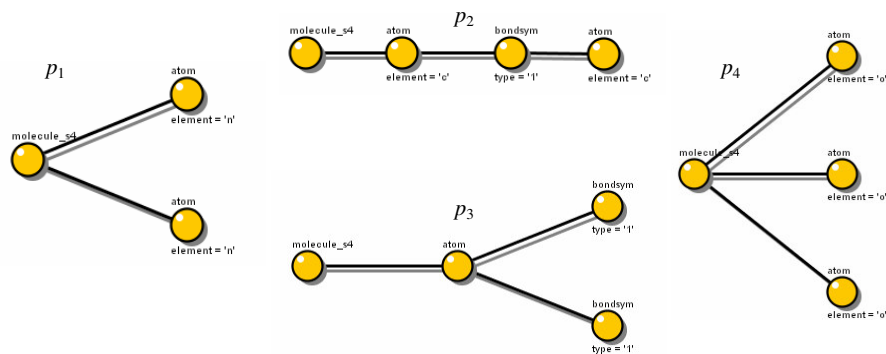 p1
molecule_s4
atom
element = 'n'
atom
element = 'n'
p2
molecule_s4
atom
element = 'c'
bondsym
type = '1'
atom
element = 'c'
p3
molecule_s4
atom
bondsym
type = '1'
bondsym
type = '1'
p4
molecule_s4
atom
element = 'o'
atom
element = 'o'
atom
element = 'o'